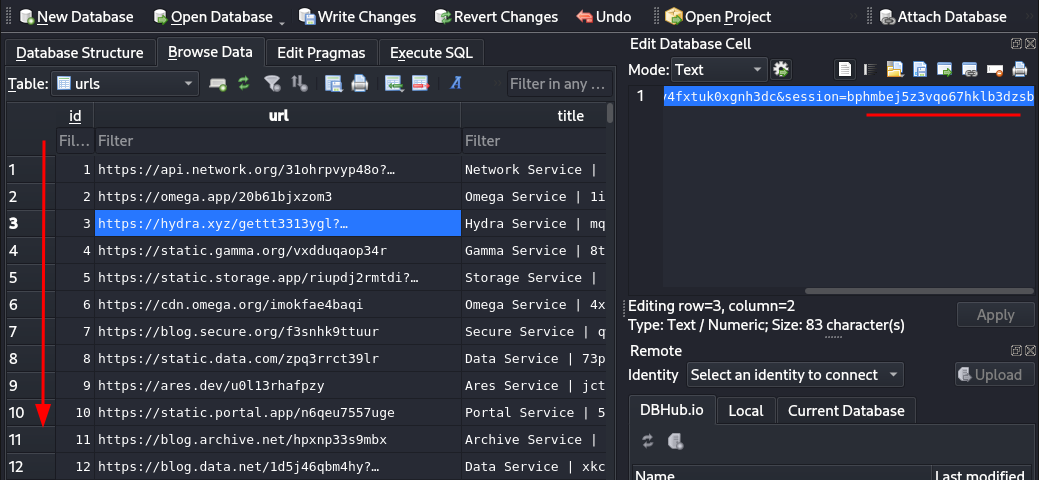 New Database Open Database Write Changes Revert Changes Undo Open Project Attach Database
Database Structure Browse Data Edit Pragmas Execute SQL
Table: urls Filter in any ...
id url title
Fil... Filter Filter
1 1 https://api.network.org/31ohrpvyp48o?… Network Service |
2 2 https://omega.app/20b61bjxzom3 Omega Service | 1i
3 3 https://hydra.xyz/gettt3313ygl?… Hydra Service | mq
4 4 https://static.gamma.org/vxdduqaop34r Gamma Service | 8t
5 5 https://static.storage.app/riupdj2rmtdi?… Storage Service |
6 6 https://cdn.omega.org/imokfae4baqi Omega Service | 4x
7 7 https://blog.secure.org/f3snhk9ttuur Secure Service | q
8 8 https://static.data.com/zpq3rrct39lr Data Service | 73p
9 9 https://ares.dev/u0l13rhafpzy Ares Service | jct
10 10 https://static.portal.app/n6qeu7557uge Portal Service | 5
11 11 https://blog.archive.net/hpxnp33s9mbx Archive Service |
12 12 https://blog.data.net/1d5j46qbm4hy?… Data Service | xkc
Edit Database Cell
Mode: Text
1 v4fxtuk0xgnh3dc&session=bphmbej5z3vqo67hklb3dzsb
Editing row=3, column=2
Type: Text / Numeric; Size: 83 character(s)
Apply
Remote
Identity Select an identity to connect Upload
DBHub.io Local Current Database
Name Last modified